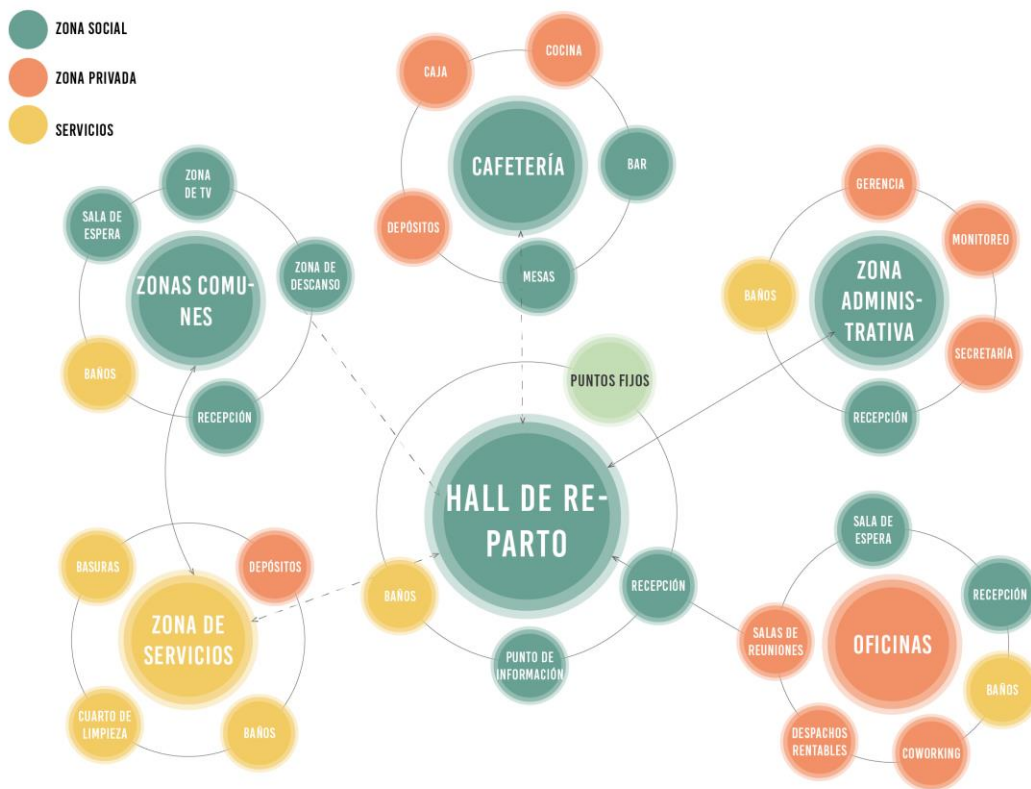 ZONA SOCIAL
ZONA PRIVADA
SERVICIOS
CAJA
COCINA
CAFETERÍA
BAR
DEPÓSITOS
MESAS
ZONA
DE TV
SALA DE
ESPERA
ZONAS COMU-
NES
ZONA DE
DESCANSO
BAÑOS
RECEPCIÓN
GERENCIA
MONITOREO
BAÑOS
ZONA
ADMINIS-
TRATIVA
SECRETARÍA
RECEPCIÓN
PUNTOS FIJOS
HALL DE RE-
PARTO
BAÑOS
RECEPCIÓN
PUNTO DE
INFORMACIÓN
BASURAS
DEPÓSITOS
ZONA DE
SERVICIOS
CUARTO DE
LIMPIEZA
BAÑOS
SALA DE
ESPERA
RECEPCIÓN
SALAS DE
REUNIONES
OFICINAS
BAÑOS
DESPACHOS
RENTABLES
COWORKING